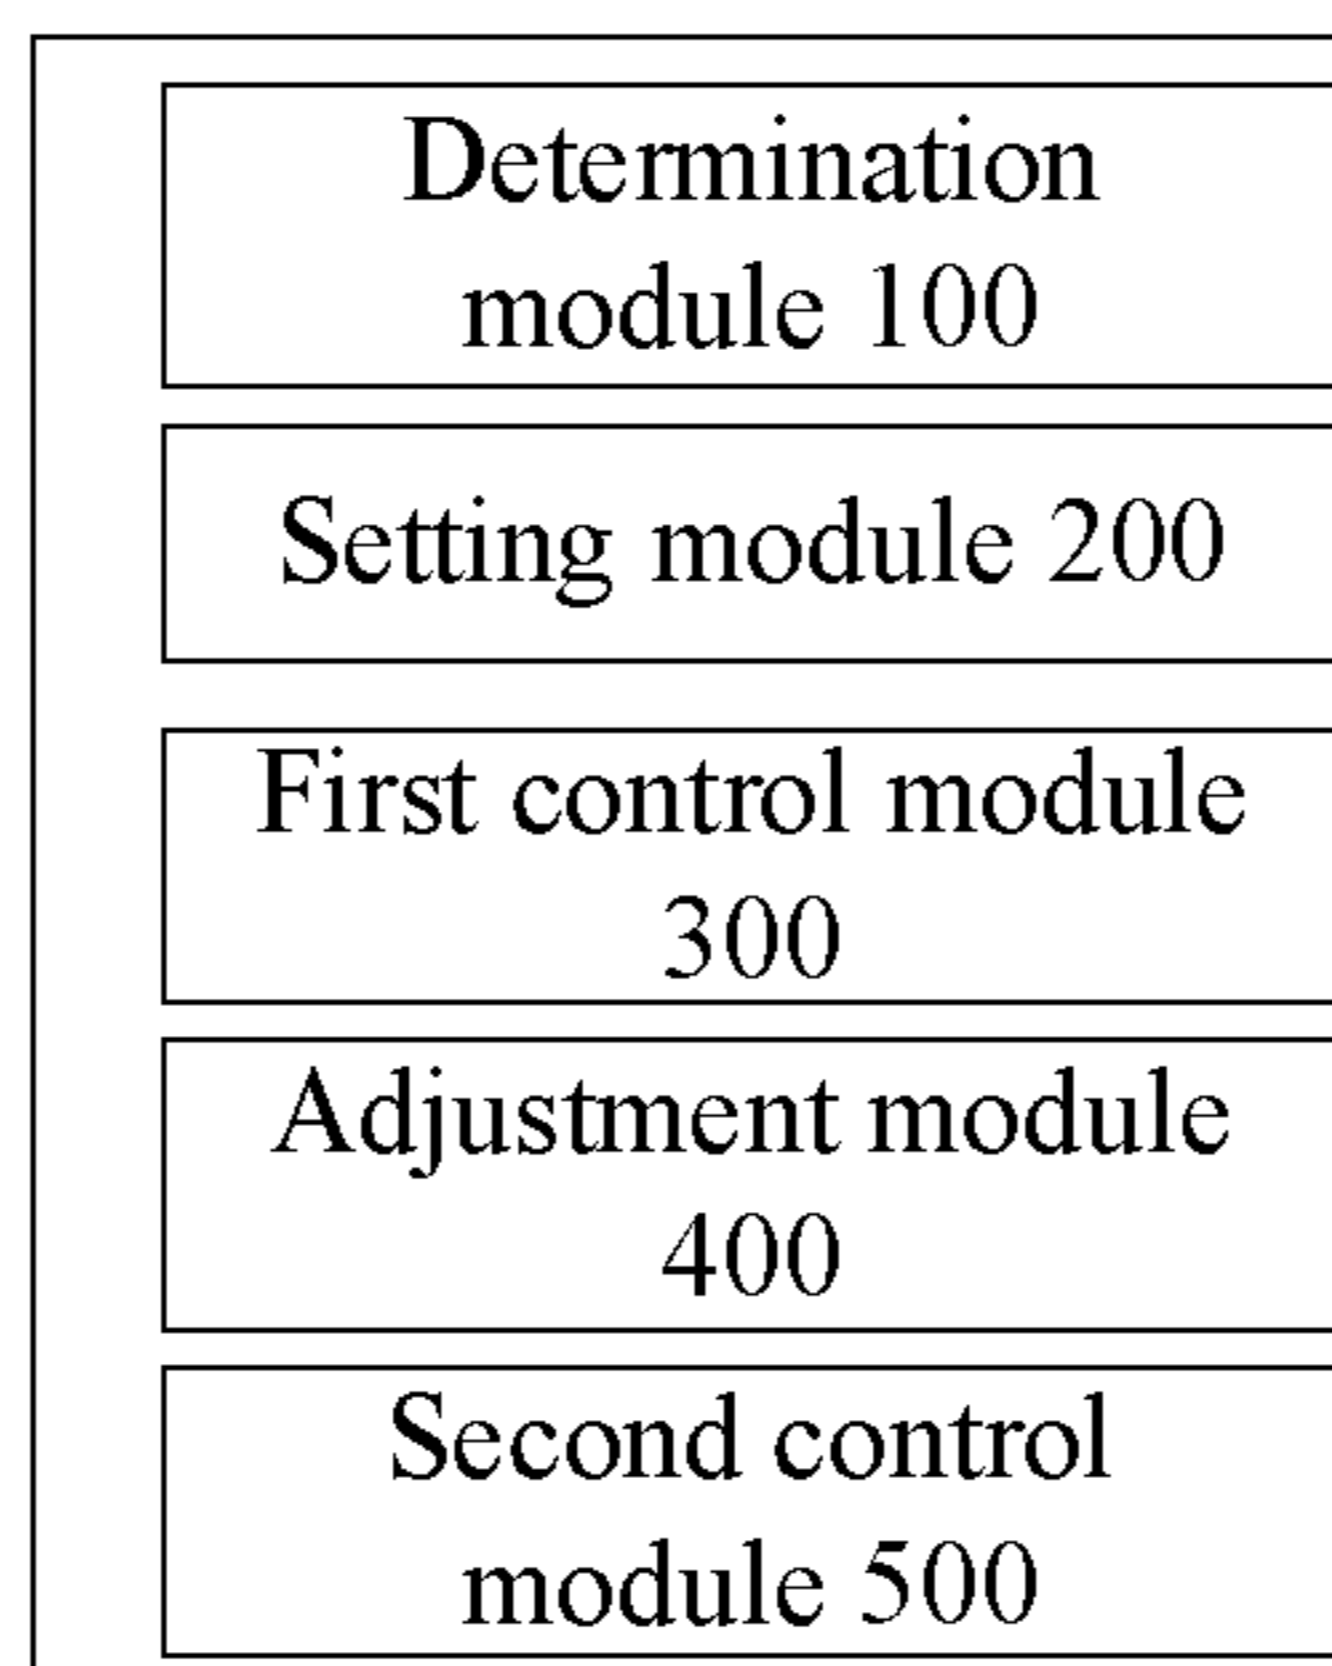 Determination
module 100
Setting module 200
First control module
300
Adjustment module
400
Second control
module 500